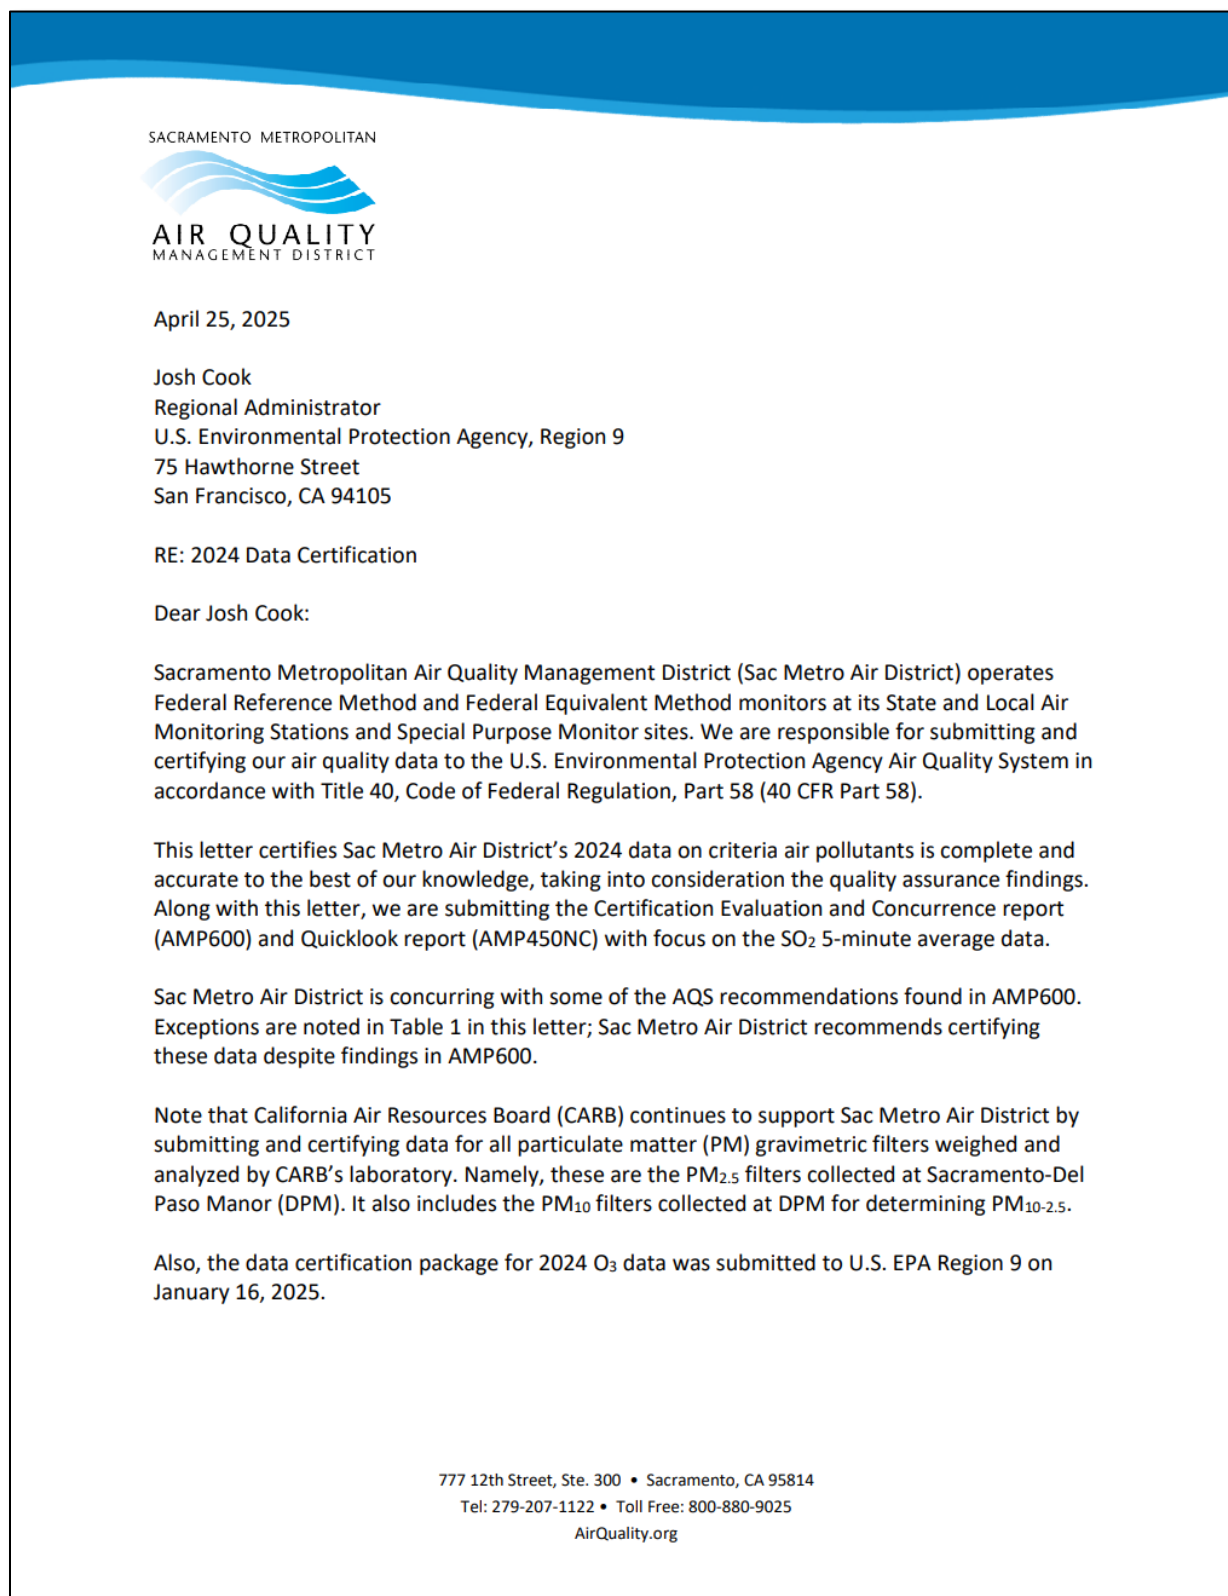 SACRAMENTO METROPOLITAN
AIR QUALITY
MANAGEMENT DISTRICT
April 25, 2025
Josh Cook
Regional Administrator
U.S. Environmental Protection Agency, Region 9
75 Hawthorne Street
San Francisco, CA 94105
RE: 2024 Data Certification
Dear Josh Cook:
Sacramento Metropolitan Air Quality Management District (Sac Metro Air District) operates
Federal Reference Method and Federal Equivalent Method monitors at its State and Local Air
Monitoring Stations and Special Purpose Monitor sites. We are responsible for submitting and
certifying our air quality data to the U.S. Environmental Protection Agency Air Quality System in
accordance with Title 40, Code of Federal Regulation, Part 58 (40 CFR Part 58).
This letter certifies Sac Metro Air District’s 2024 data on criteria air pollutants is complete and
accurate to the best of our knowledge, taking into consideration the quality assurance findings.
Along with this letter, we are submitting the Certification Evaluation and Concurrence report
(AMP600) and Quicklook report (AMP450NC) with focus on the SO₂ 5-minute average data.
Sac Metro Air District is concurring with some of the AQS recommendations found in AMP600.
Exceptions are noted in Table 1 in this letter; Sac Metro Air District recommends certifying
these data despite findings in AMP600.
Note that California Air Resources Board (CARB) continues to support Sac Metro Air District by
submitting and certifying data for all particulate matter (PM) gravimetric filters weighed and
analyzed by CARB’s laboratory. Namely, these are the PM₂.₅ filters collected at Sacramento-Del
Paso Manor (DPM). It also includes the PM₁₀ filters collected at DPM for determining PM₁₀₋₂.₅.
Also, the data certification package for 2024 O₃ data was submitted to U.S. EPA Region 9 on
January 16, 2025.
777 12th Street, Ste. 300 • Sacramento, CA 95814
Tel: 279-207-1122 • Toll Free: 800-880-9025
AirQuality.org